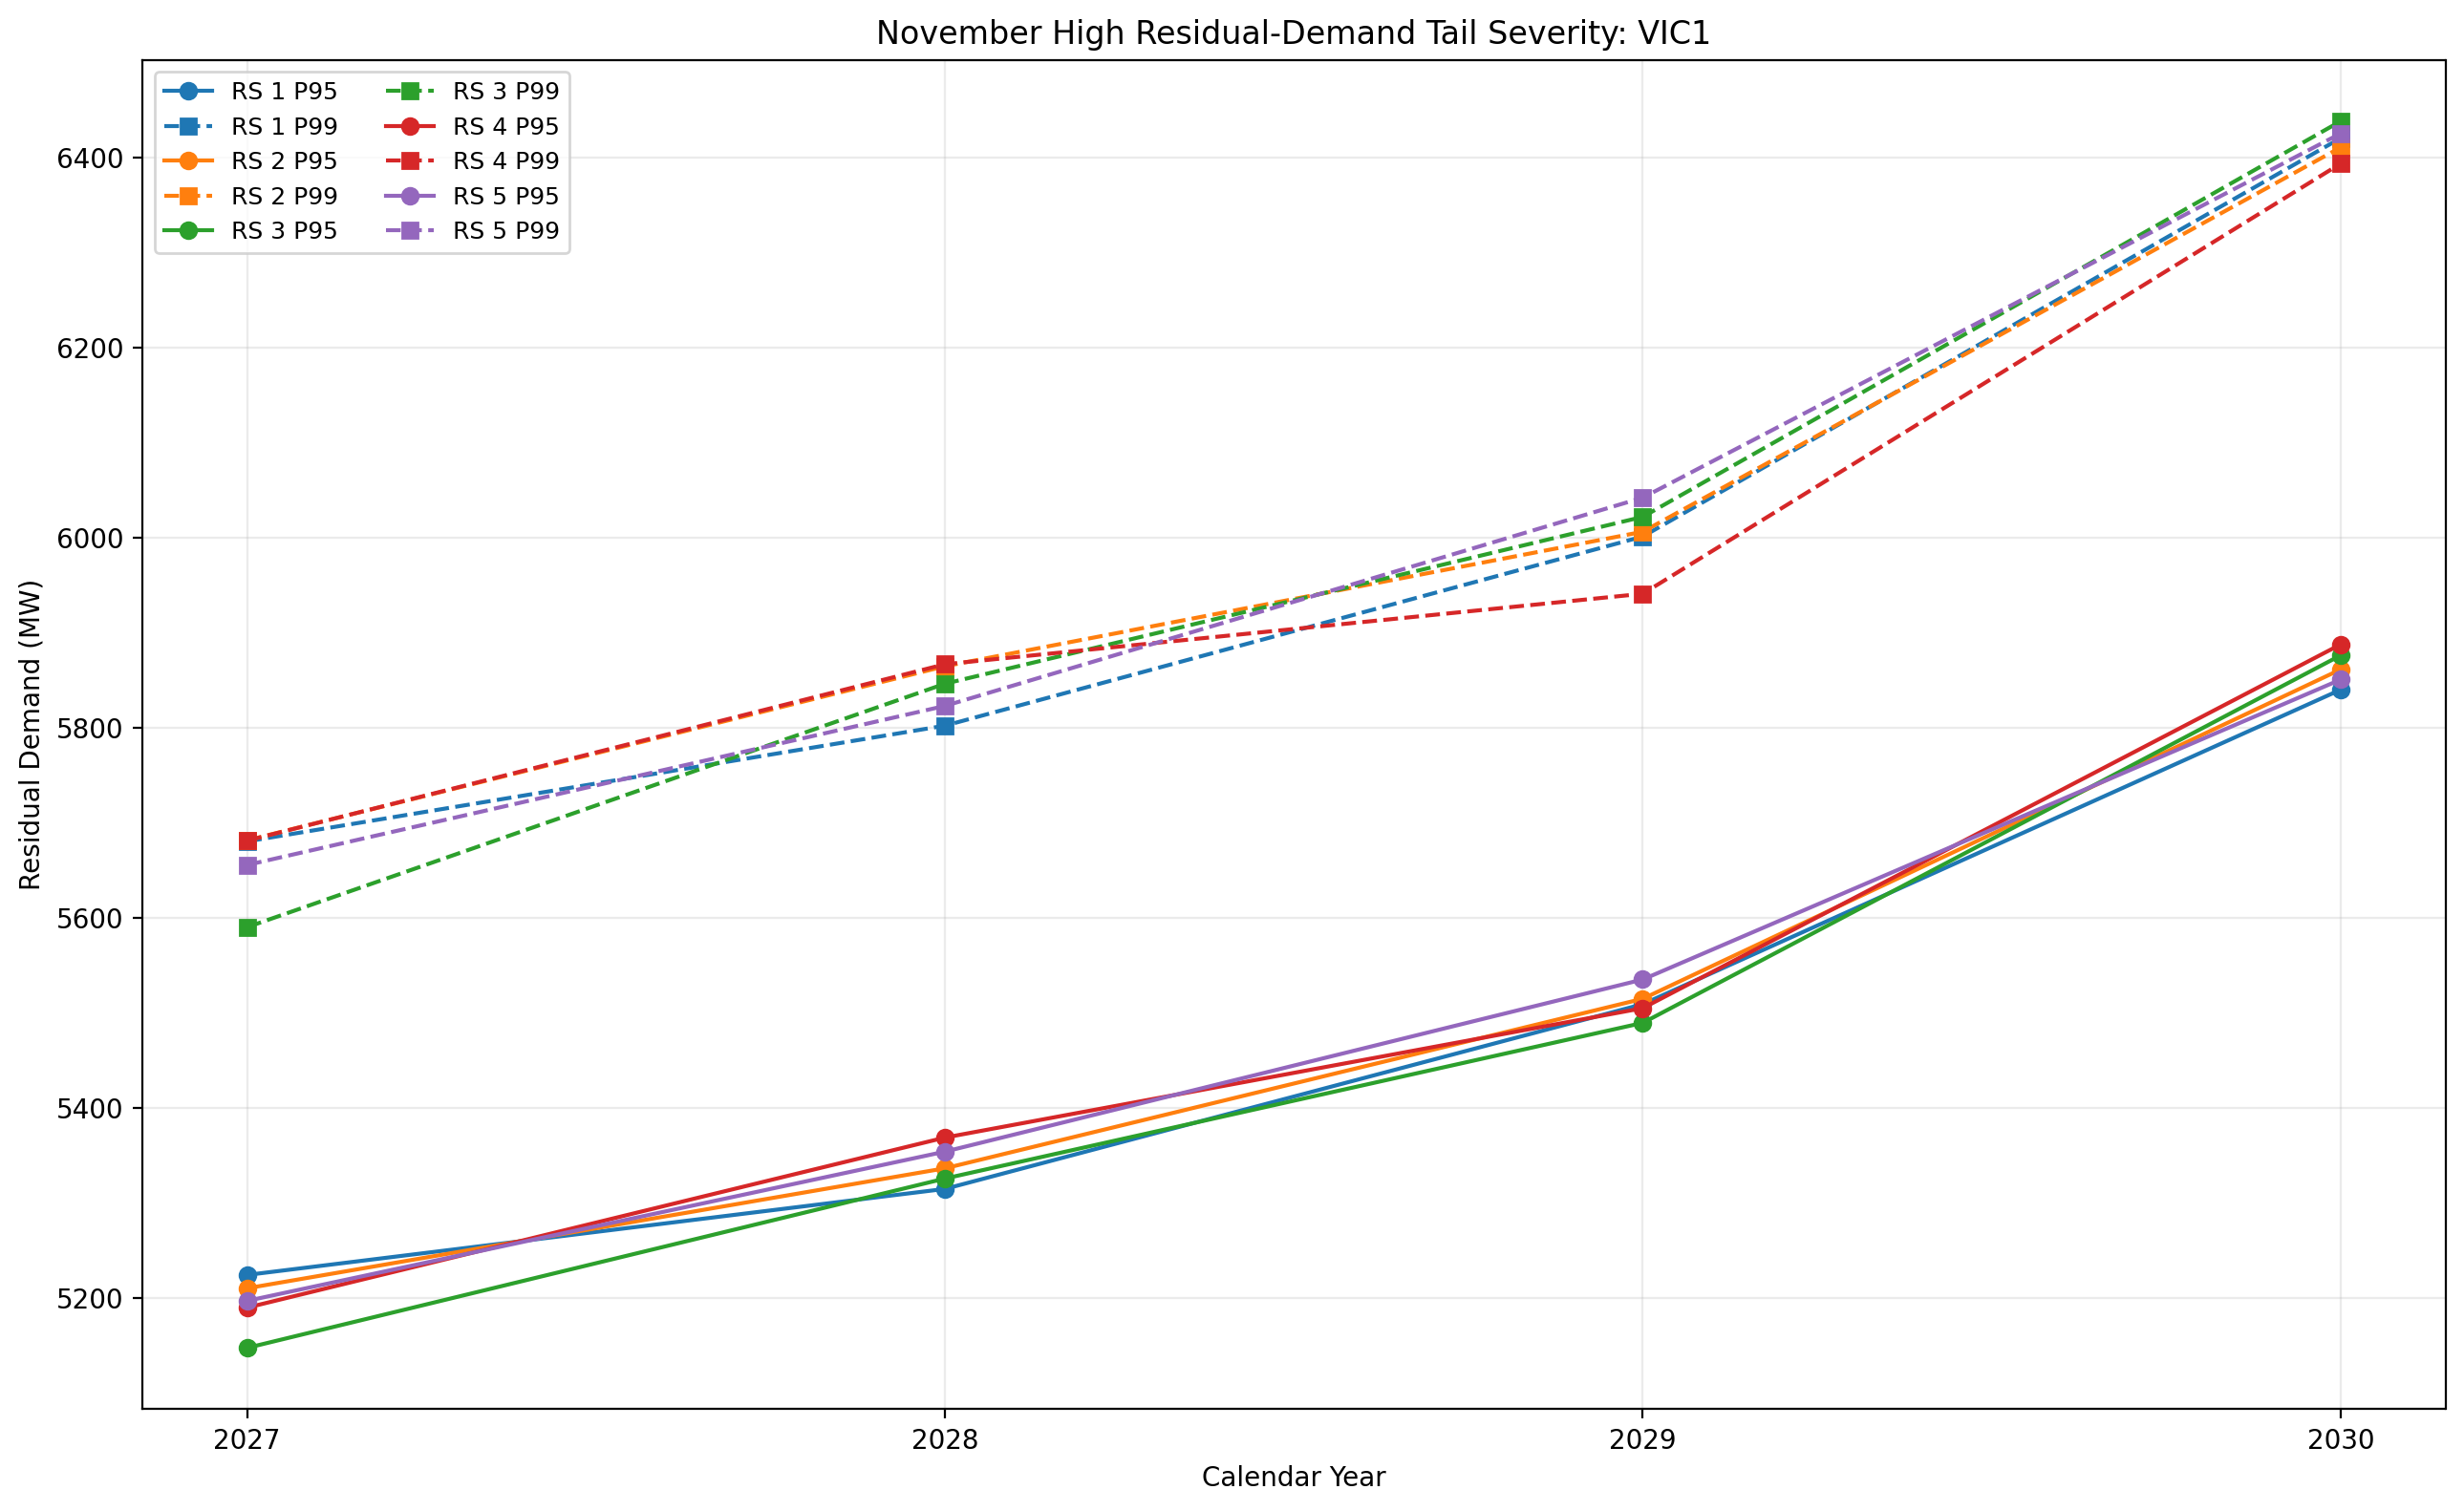 November High Residual-Demand Tail Severity: VIC1
RS 1 P95
RS 1 P99
RS 2 P95
RS 2 P99
RS 3 P95
RS 3 P99
RS 4 P95
RS 4 P99
RS 5 P95
RS 5 P99
Residual Demand (MW)
6400
6200
6000
5800
5600
5400
5200
2027
2028
2029
2030
Calendar Year